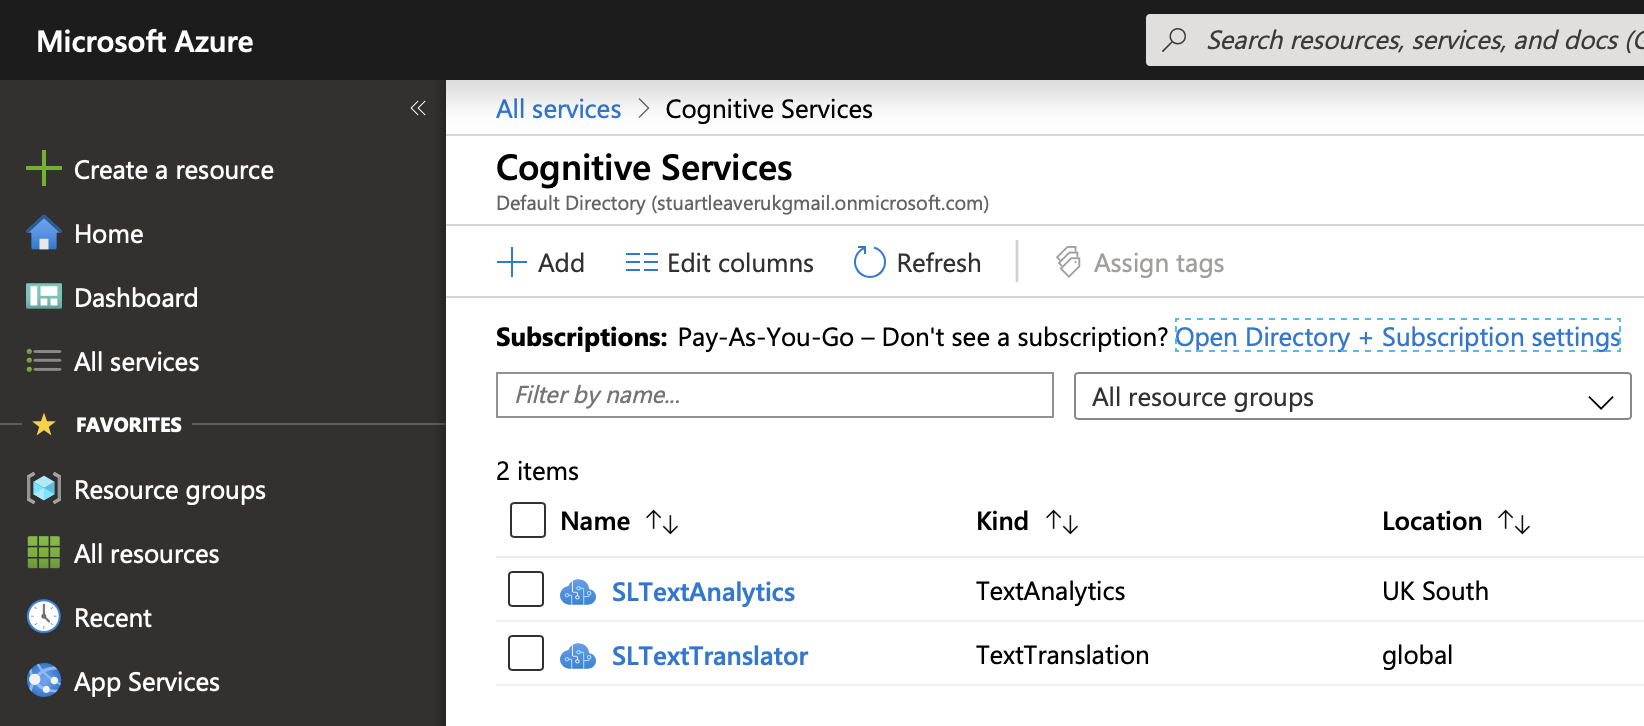 Microsoft Azure
Search resources, services, and docs (
«
Create a resource
Home
Dashboard
All services
FAVORITES
Resource groups
All resources
Recent
App Services
All services > Cognitive Services
Cognitive Services
Default Directory (stuartleaverukgmail.onmicrosoft.com)
Add Edit columns Refresh Assign tags
Subscriptions: Pay-As-You-Go – Don't see a subscription? Open Directory + Subscription settings
Filter by name... All resource groups
2 items
Name ↑↓ Kind ↑↓ Location ↑↓
SLTextAnalytics TextAnalytics UK South
SLTextTranslator TextTranslation global